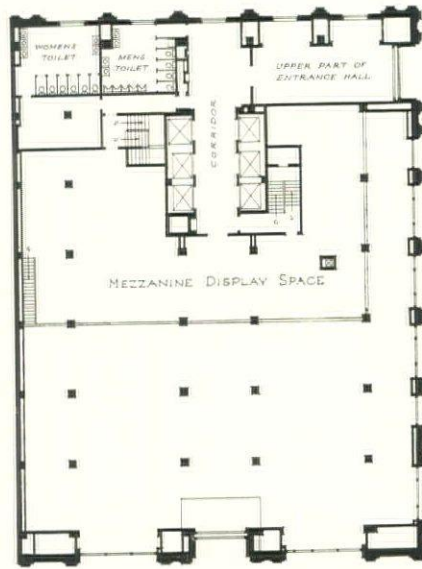 WOMENS
TOILET
MENS
TOILET
UPPER PART OF
ENTRANCE HALL
CORRIDOR
MEZZANINE DISPLAY SPACE